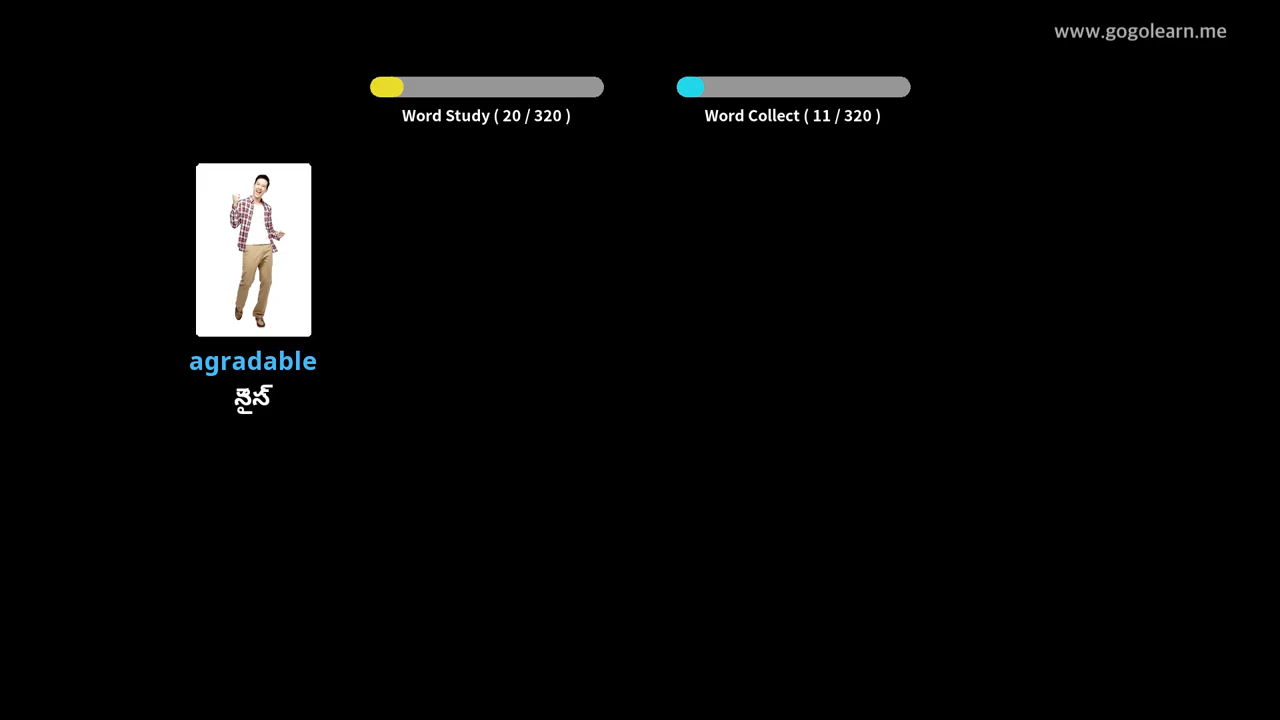 www.gogolearn.me
Word Study ( 20 / 320 )
Word Collect ( 11 / 320 )
agradable
నైస్